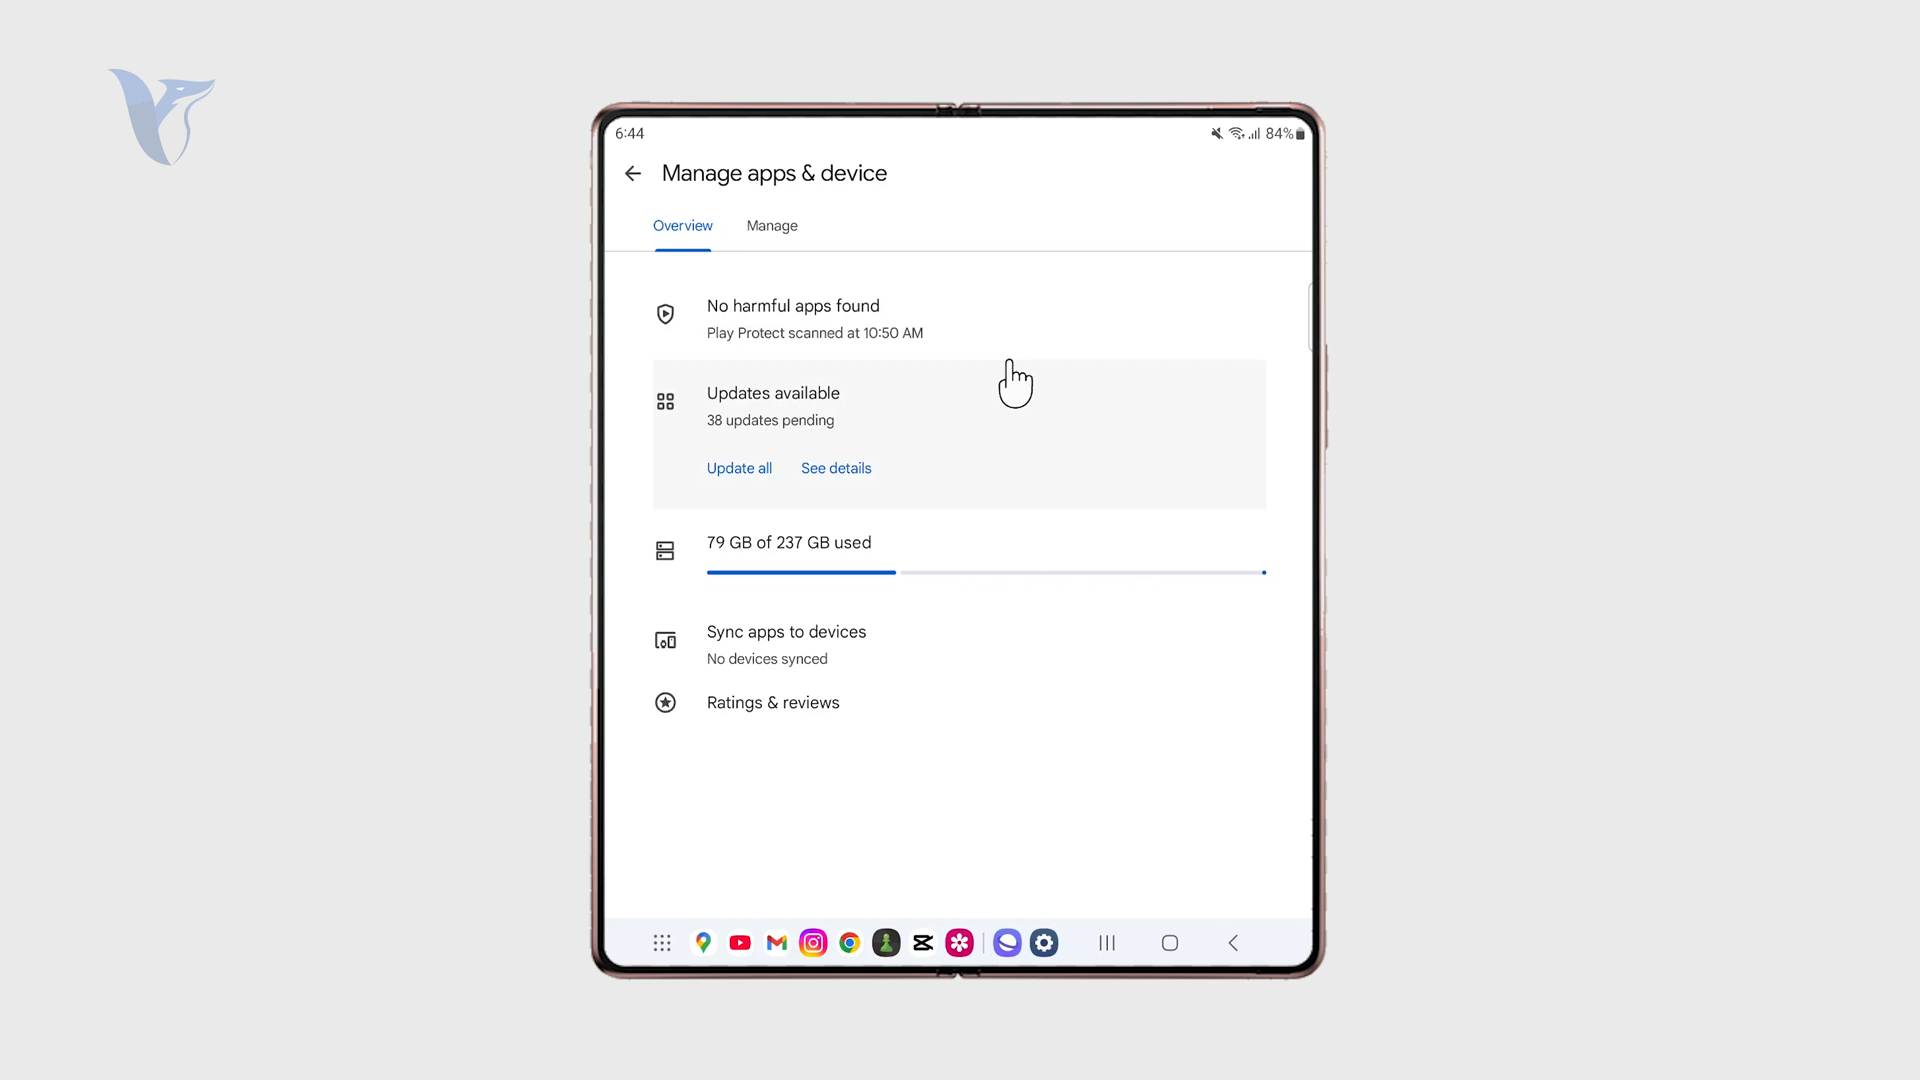 6:44
84%
Manage apps & device
Overview
Manage
No harmful apps found
Play Protect scanned at 10:50 AM
Updates available
38 updates pending
Update all
See details
79 GB of 237 GB used
Sync apps to devices
No devices synced
Ratings & reviews